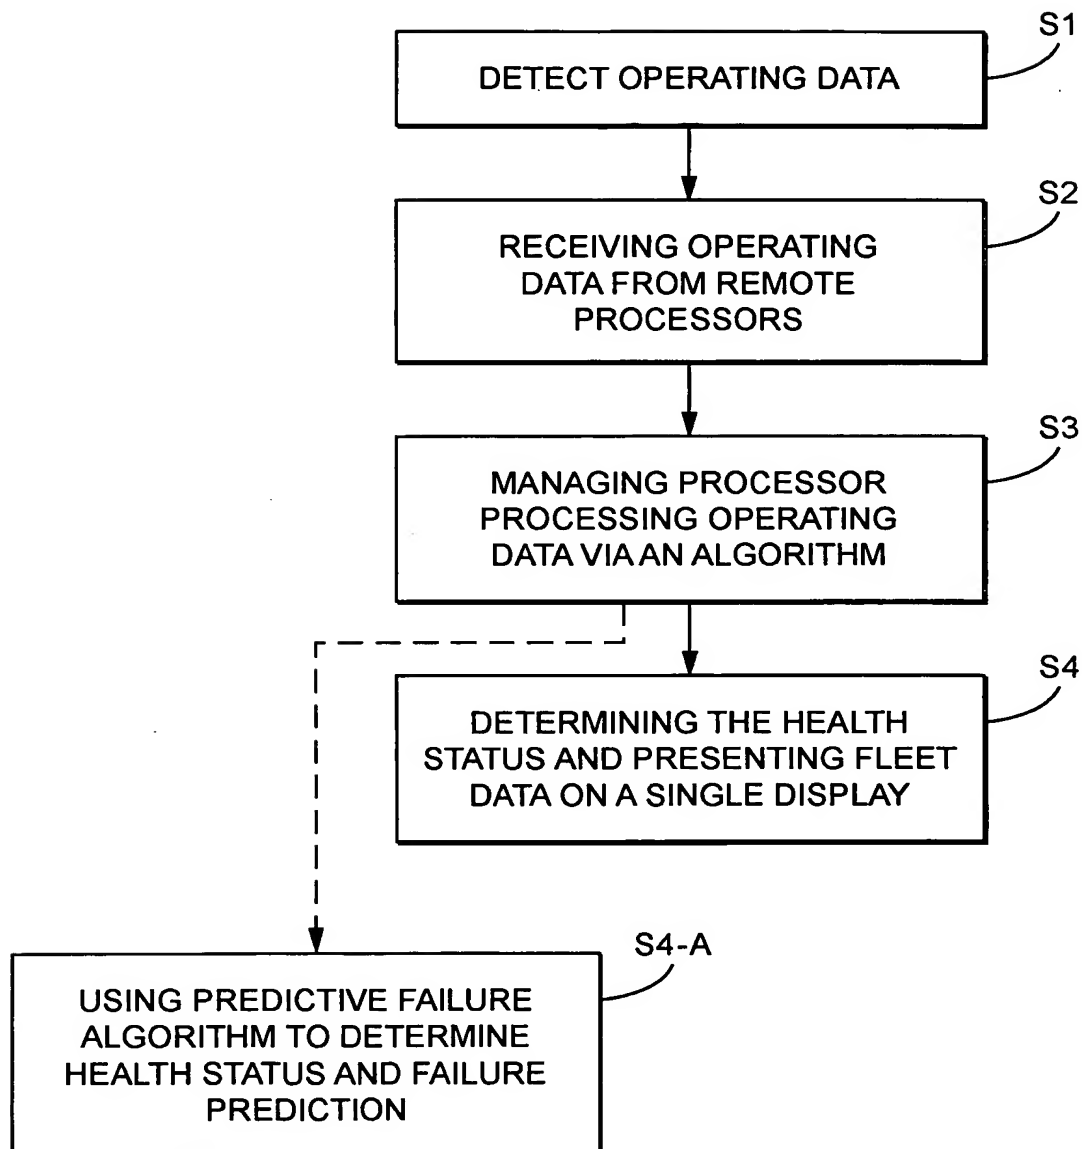 S1
DETECT OPERATING DATA
S2
RECEIVING OPERATING
DATA FROM REMOTE
PROCESSORS
S3
MANAGING PROCESSOR
PROCESSING OPERATING
DATA VIA AN ALGORITHM
S4
DETERMINING THE HEALTH
STATUS AND PRESENTING FLEET
DATA ON A SINGLE DISPLAY
S4-A
USING PREDICTIVE FAILURE
ALGORITHM TO DETERMINE
HEALTH STATUS AND FAILURE
PREDICTION